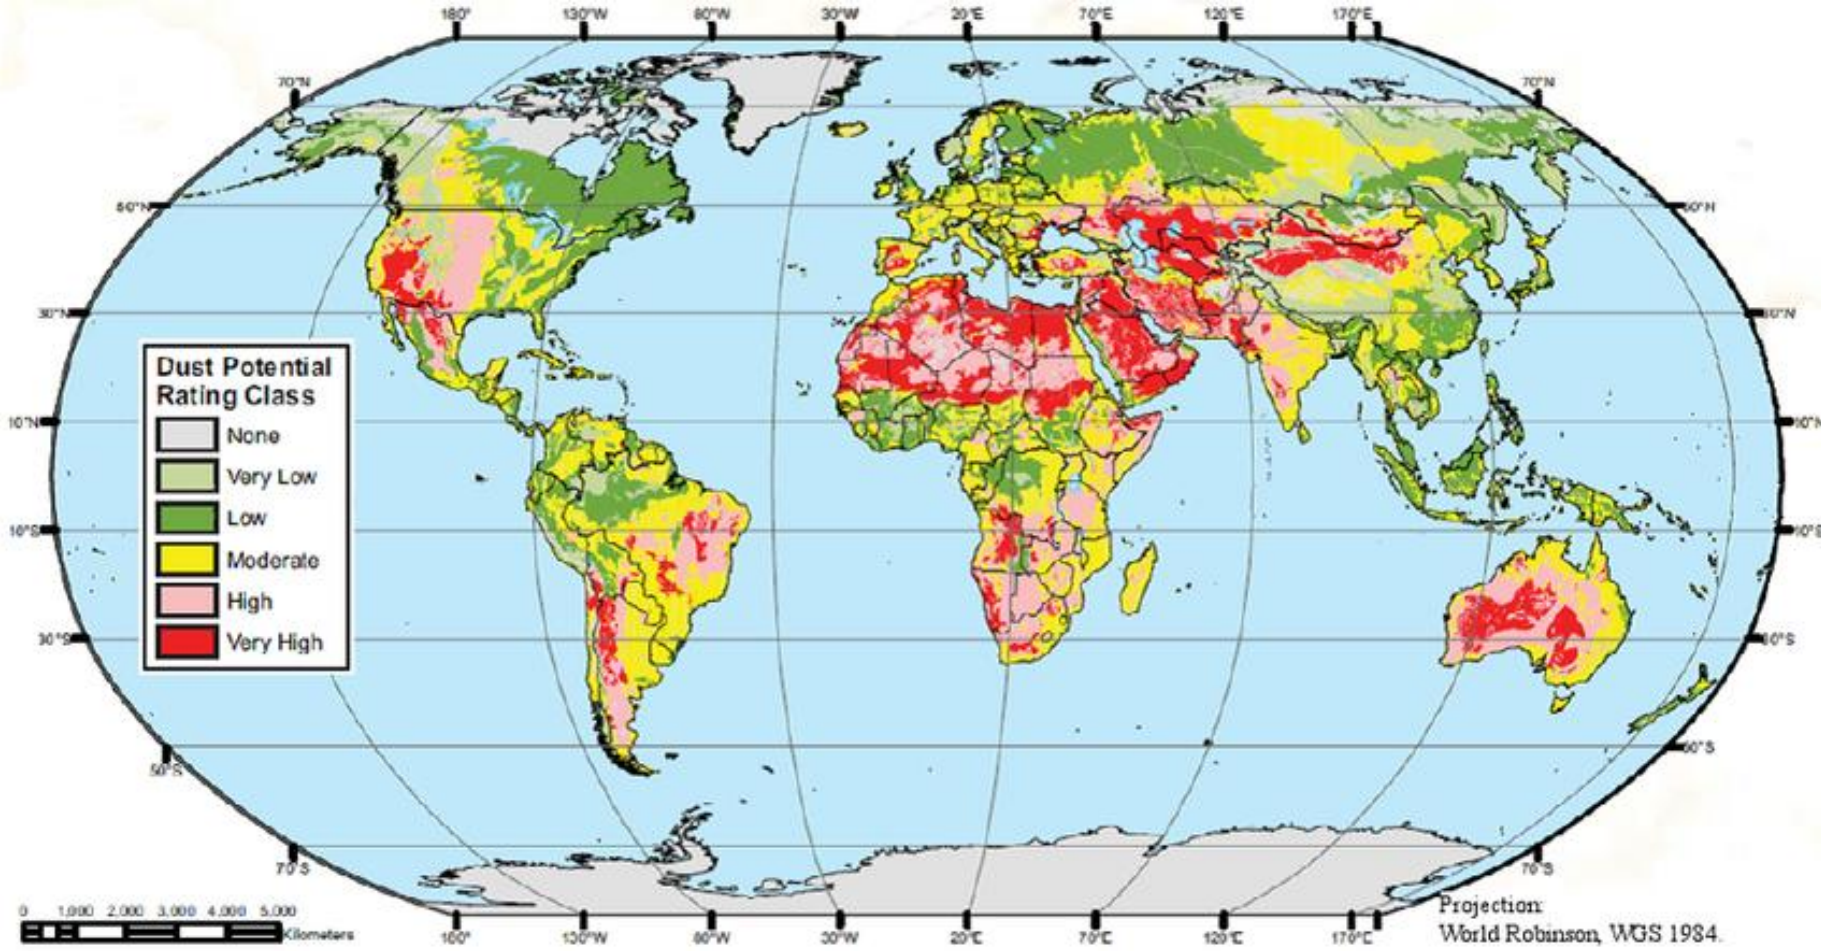 180° 130°W 80°W 30°W 20°E 70°E 120°E 170°E
70°N 70°N
50°N 50°N
30°N 30°N
Dust Potential
Rating Class
None
Very Low
Low
Moderate
High
Very High
10°N 10°N
10°S 10°S
30°S 30°S
50°S 50°S
70°S 70°S
0 1,000 2,000 3,000 4,000 5,000
Kilometers
180° 130°W 80°W 30°W 20°E 70°E 120°E 170°E
Projection:
World Robinson, WGS 1984.